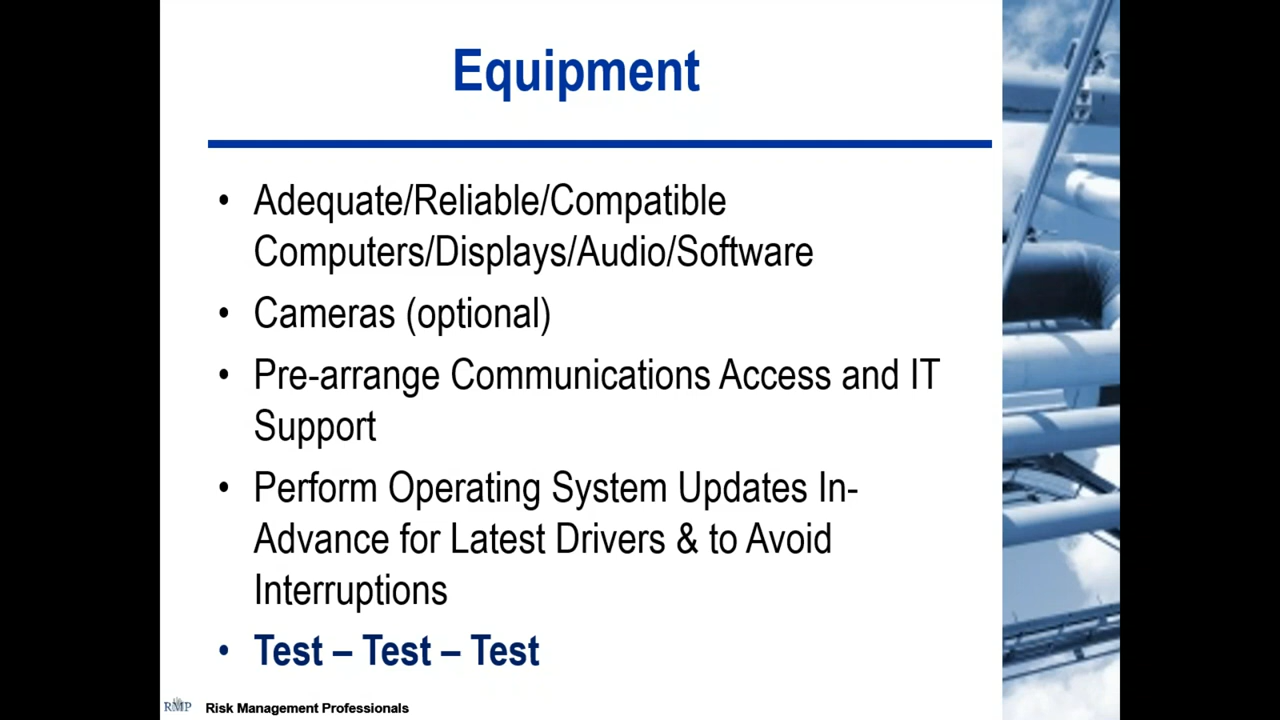 Equipment
• Adequate/Reliable/Compatible
Computers/Displays/Audio/Software
• Cameras (optional)
• Pre-arrange Communications Access and IT
Support
• Perform Operating System Updates In-
Advance for Latest Drivers & to Avoid
Interruptions
• Test – Test – Test
RMP Risk Management Professionals